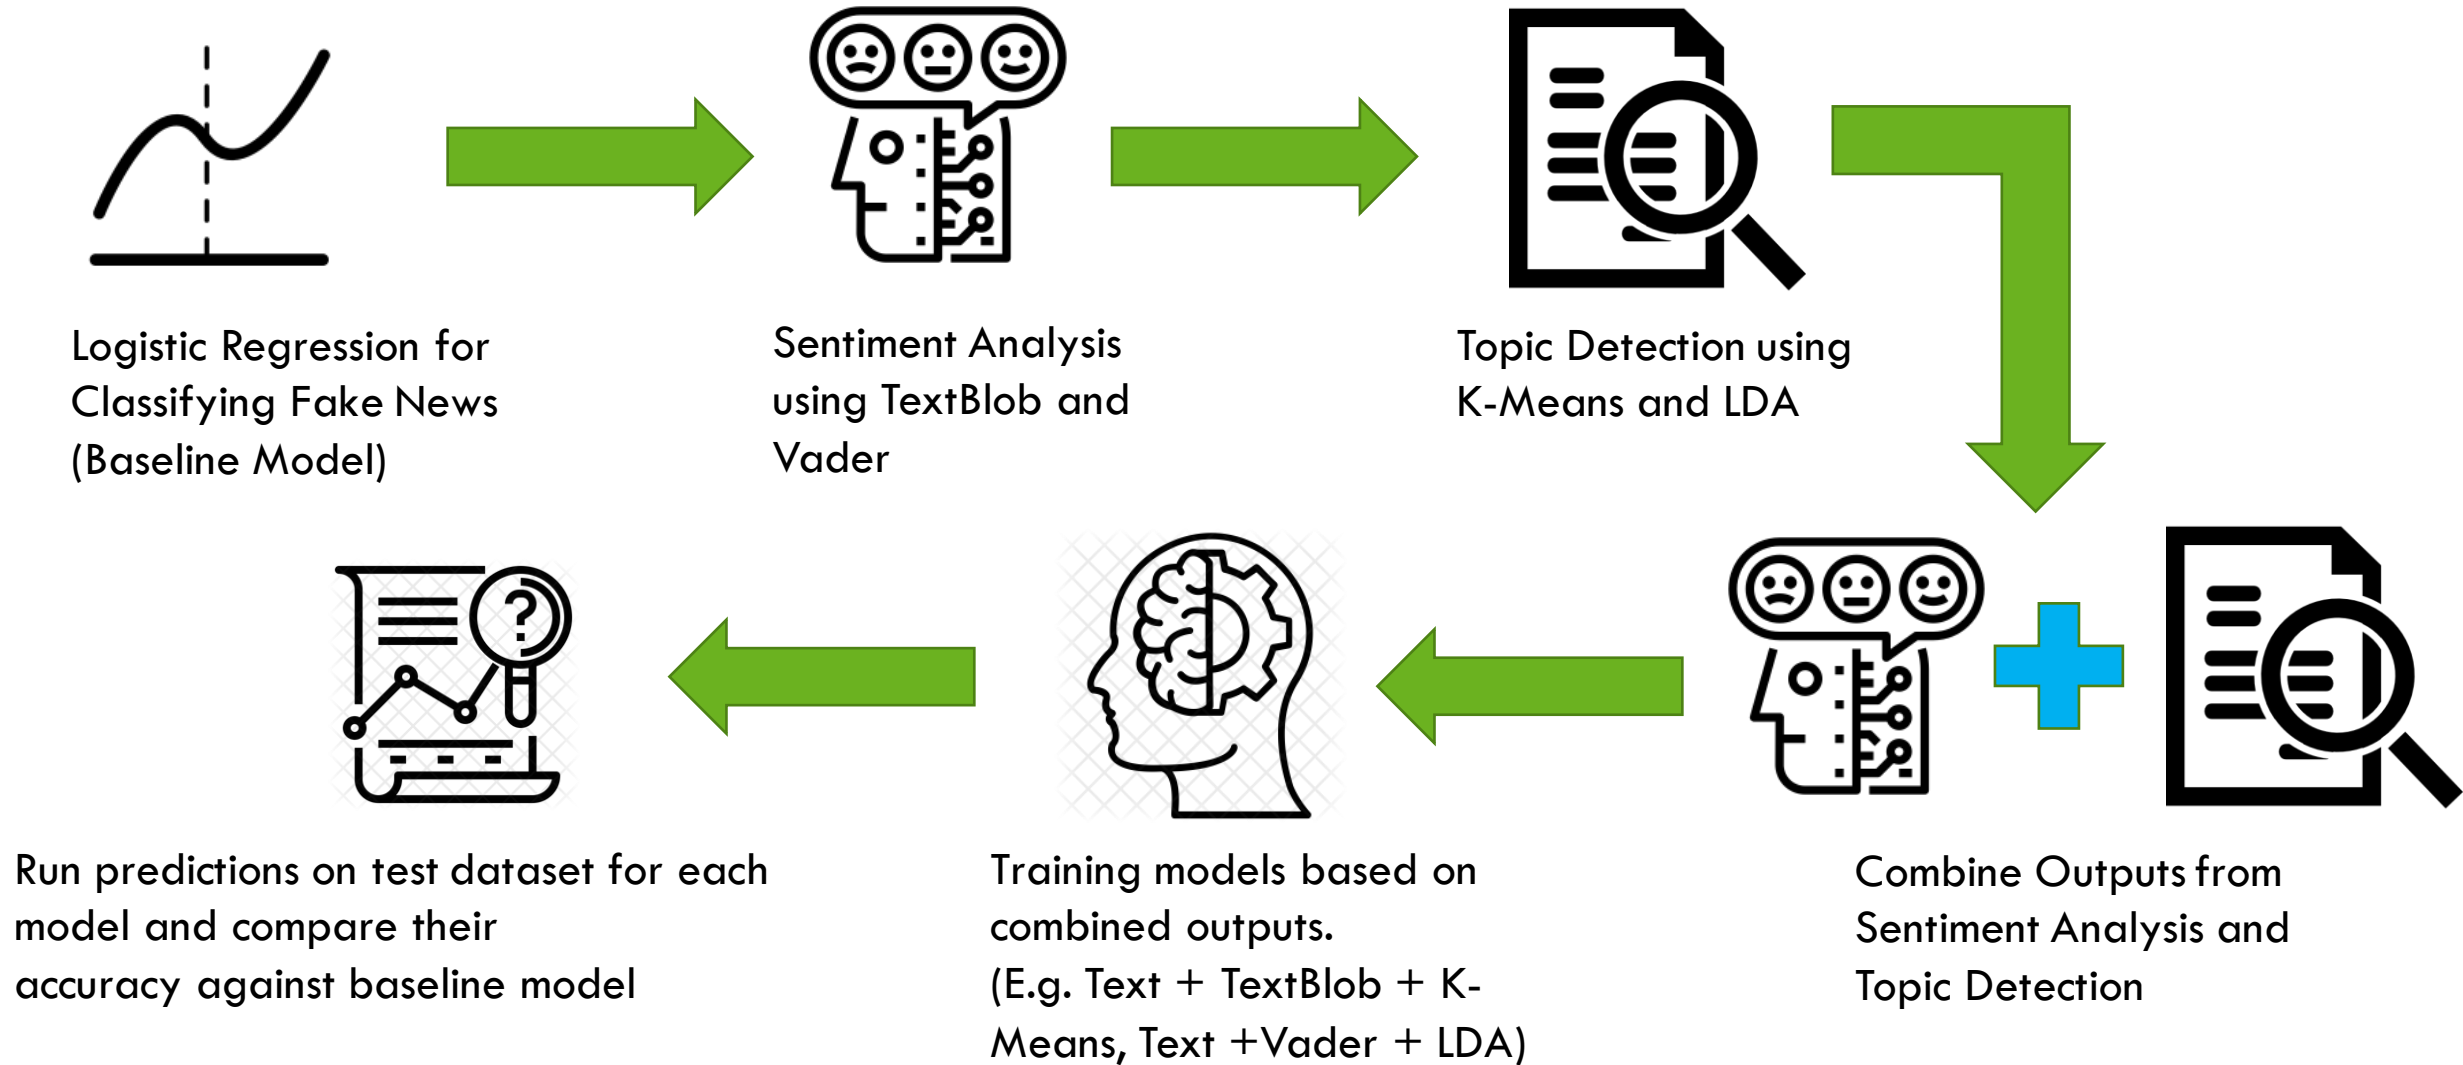 Logistic Regression for
Classifying Fake News
(Baseline Model)
Sentiment Analysis
using TextBlob and
Vader
Topic Detection using
K-Means and LDA
?
Combine Outputs from
Sentiment Analysis and
Topic Detection
Training models based on
combined outputs.
(E.g. Text + TextBlob + K-
Means, Text +Vader + LDA)
Run predictions on test dataset for each
model and compare their
accuracy against baseline model